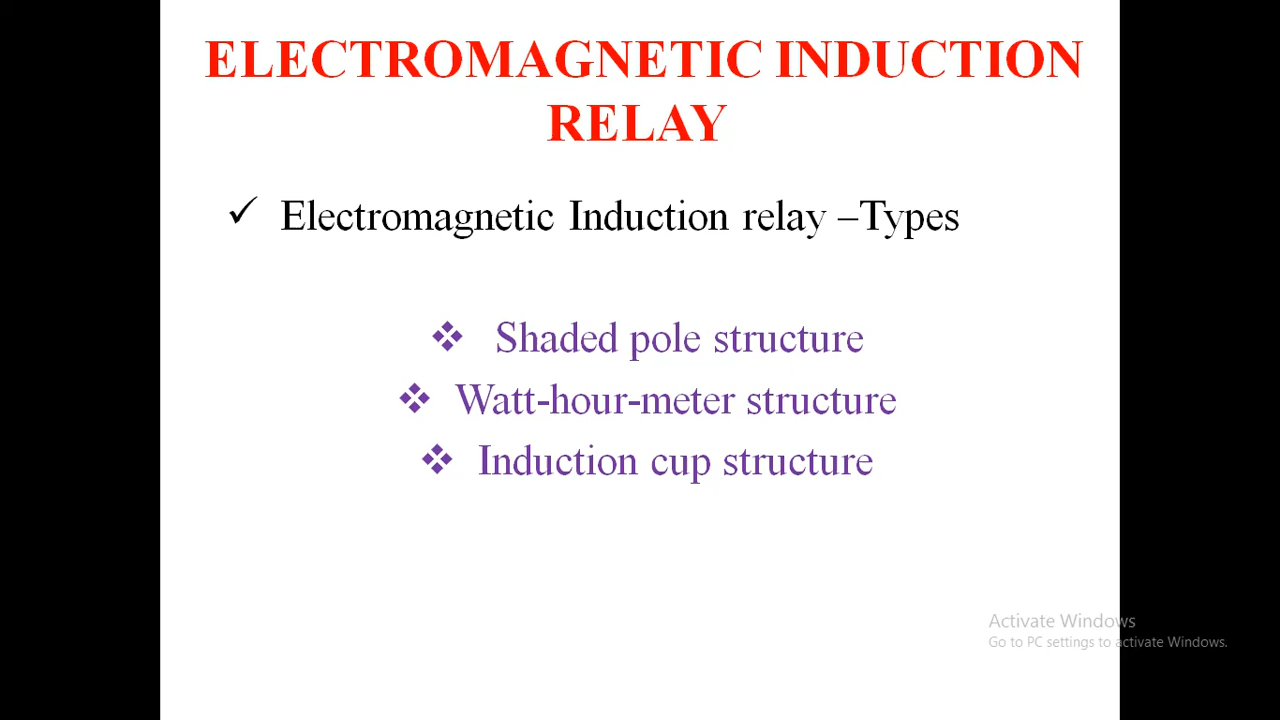 ELECTROMAGNETIC INDUCTION
RELAY
✓ Electromagnetic Induction relay –Types
❖ Shaded pole structure
❖ Watt-hour-meter structure
❖ Induction cup structure
Activate Windows
Go to PC settings to activate Windows.